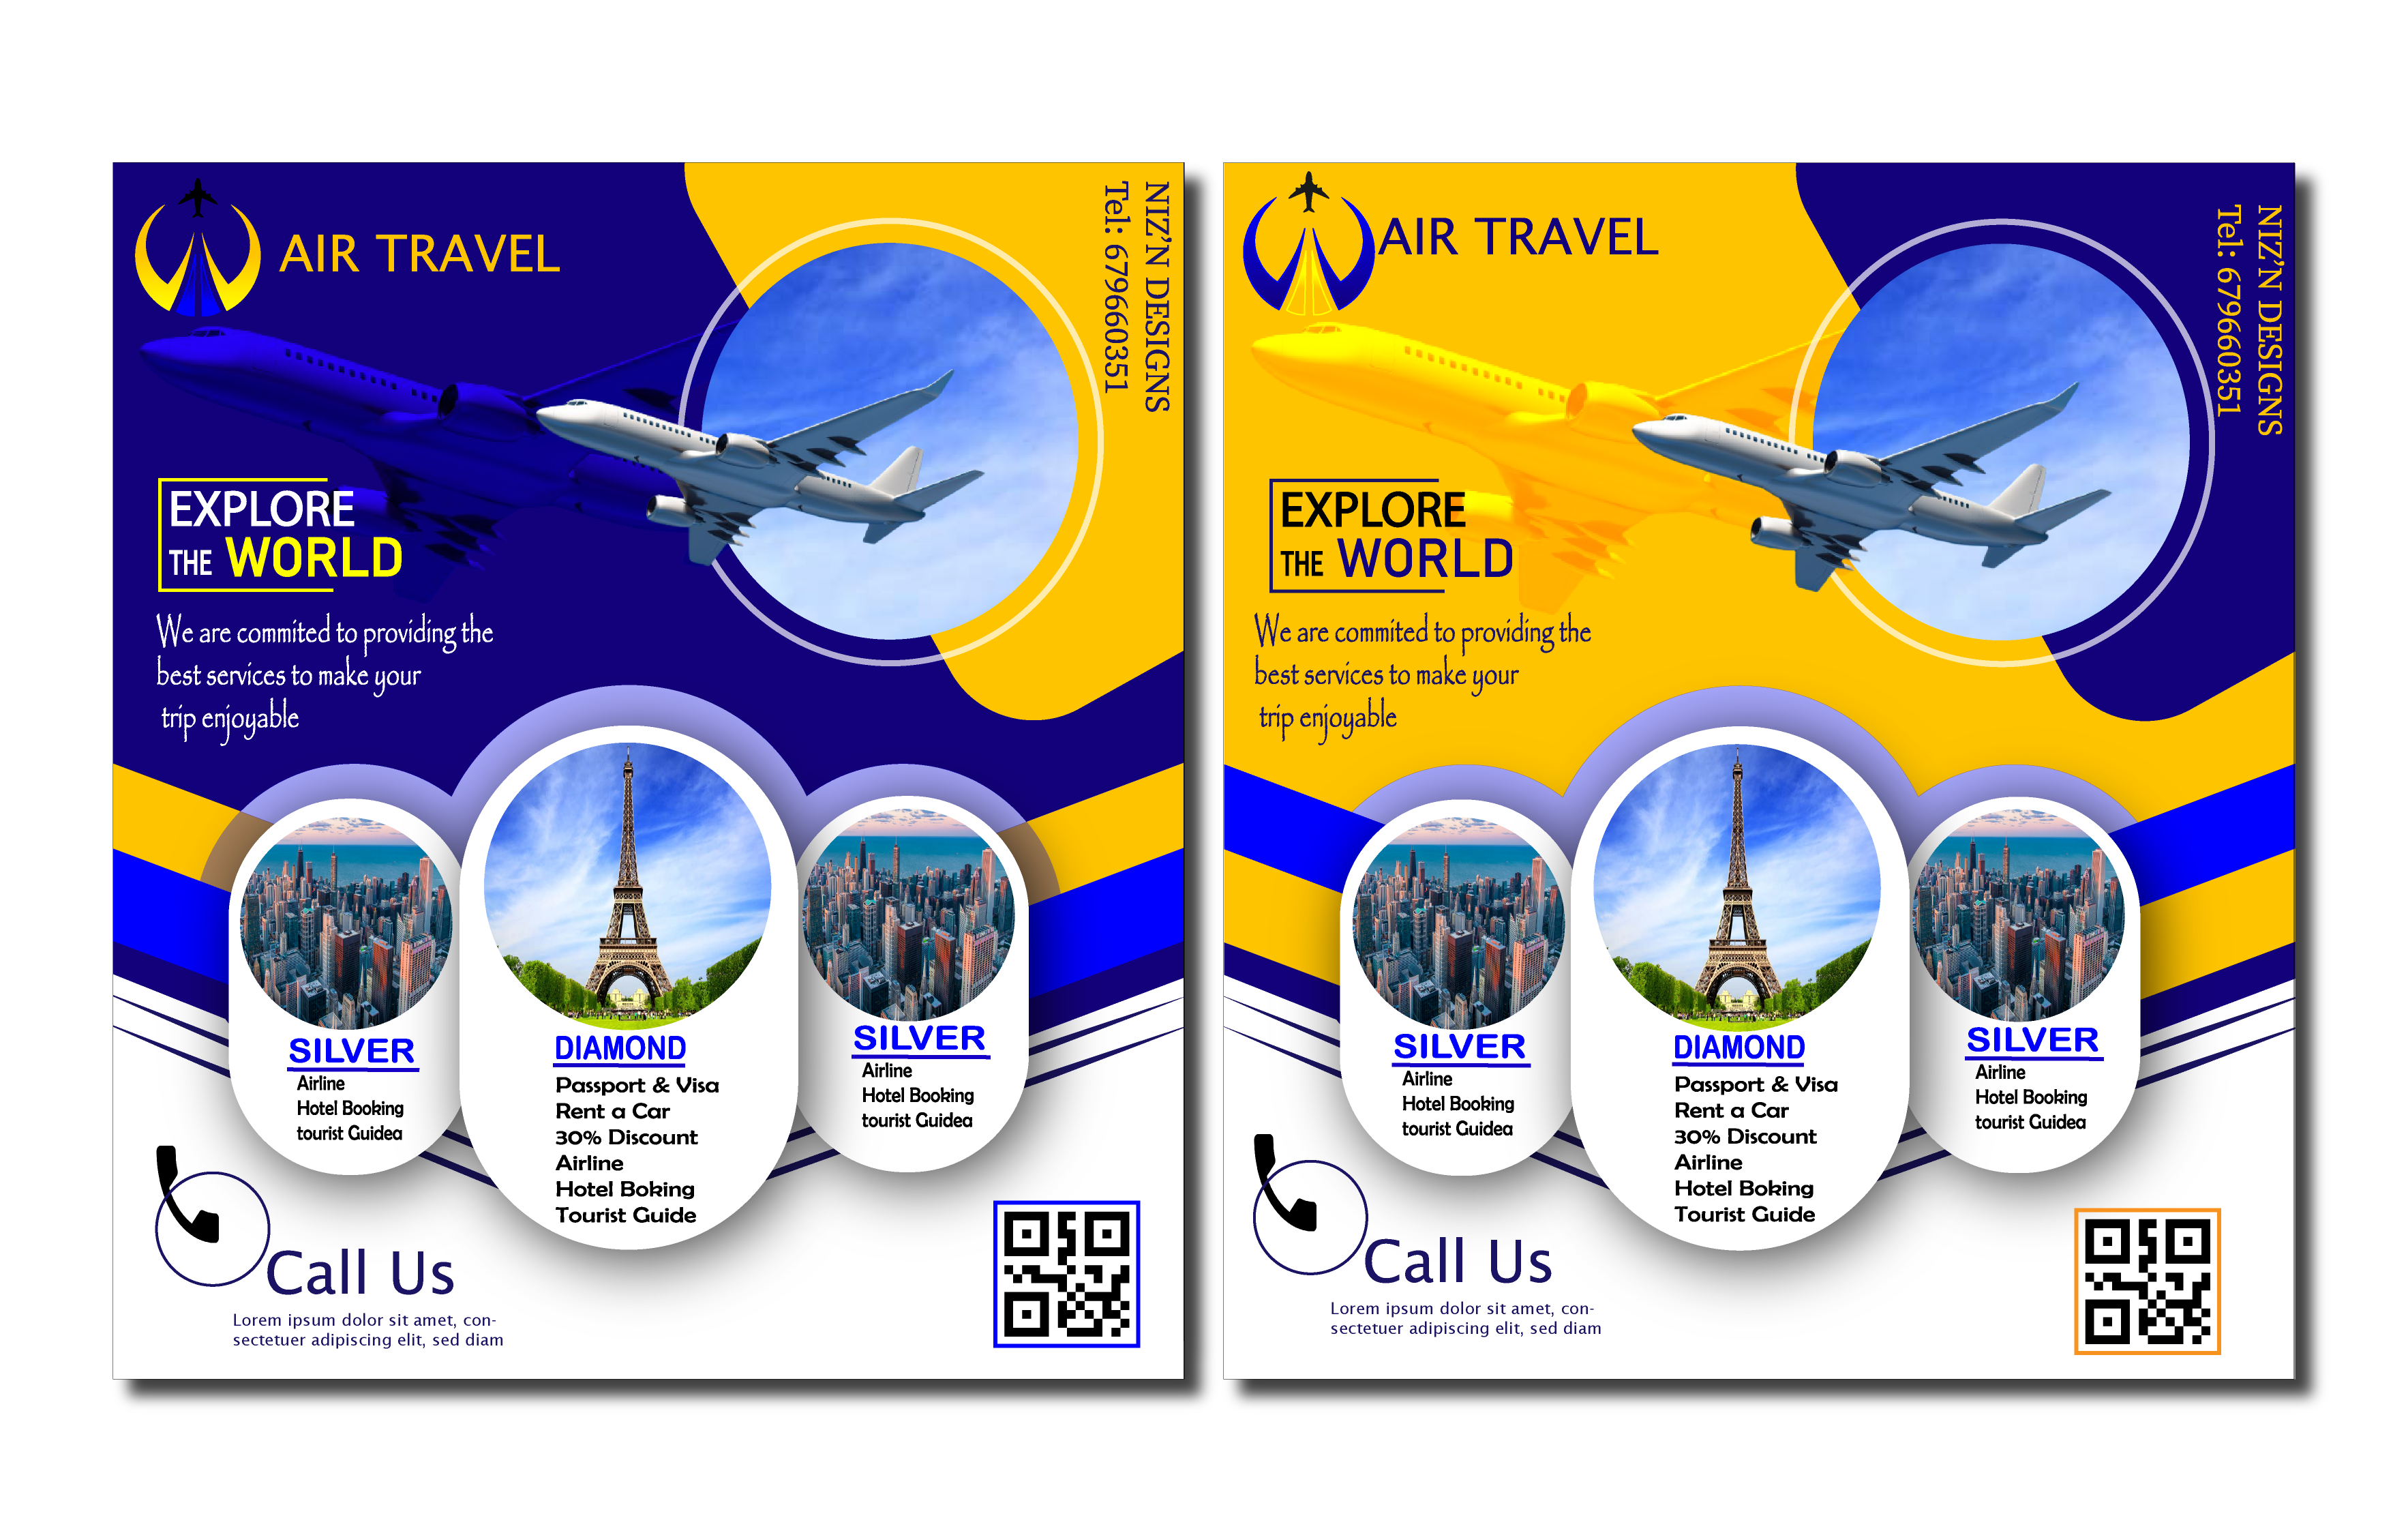 AIR TRAVEL
NIZ'N DESIGNS
Tel: 679660351
EXPLORE
THE WORLD
We are commited to providing the
best services to make your
trip enjoyable
SILVER
Airline
Hotel Booking
tourist Guidea
DIAMOND
Passport & Visa
Rent a Car
30% Discount
Airline
Hotel Boking
Tourist Guide
SILVER
Airline
Hotel Booking
tourist Guidea
Call Us
Lorem ipsum dolor sit amet, con-
sectetuer adipiscing elit, sed diam
AIR TRAVEL
NIZ'N DESIGNS
Tel: 679660351
EXPLORE
THE WORLD
We are commited to providing the
best services to make your
trip enjoyable
SILVER
Airline
Hotel Booking
tourist Guidea
DIAMOND
Passport & Visa
Rent a Car
30% Discount
Airline
Hotel Boking
Tourist Guide
SILVER
Airline
Hotel Booking
tourist Guidea
Call Us
Lorem ipsum dolor sit amet, con-
sectetuer adipiscing elit, sed diam